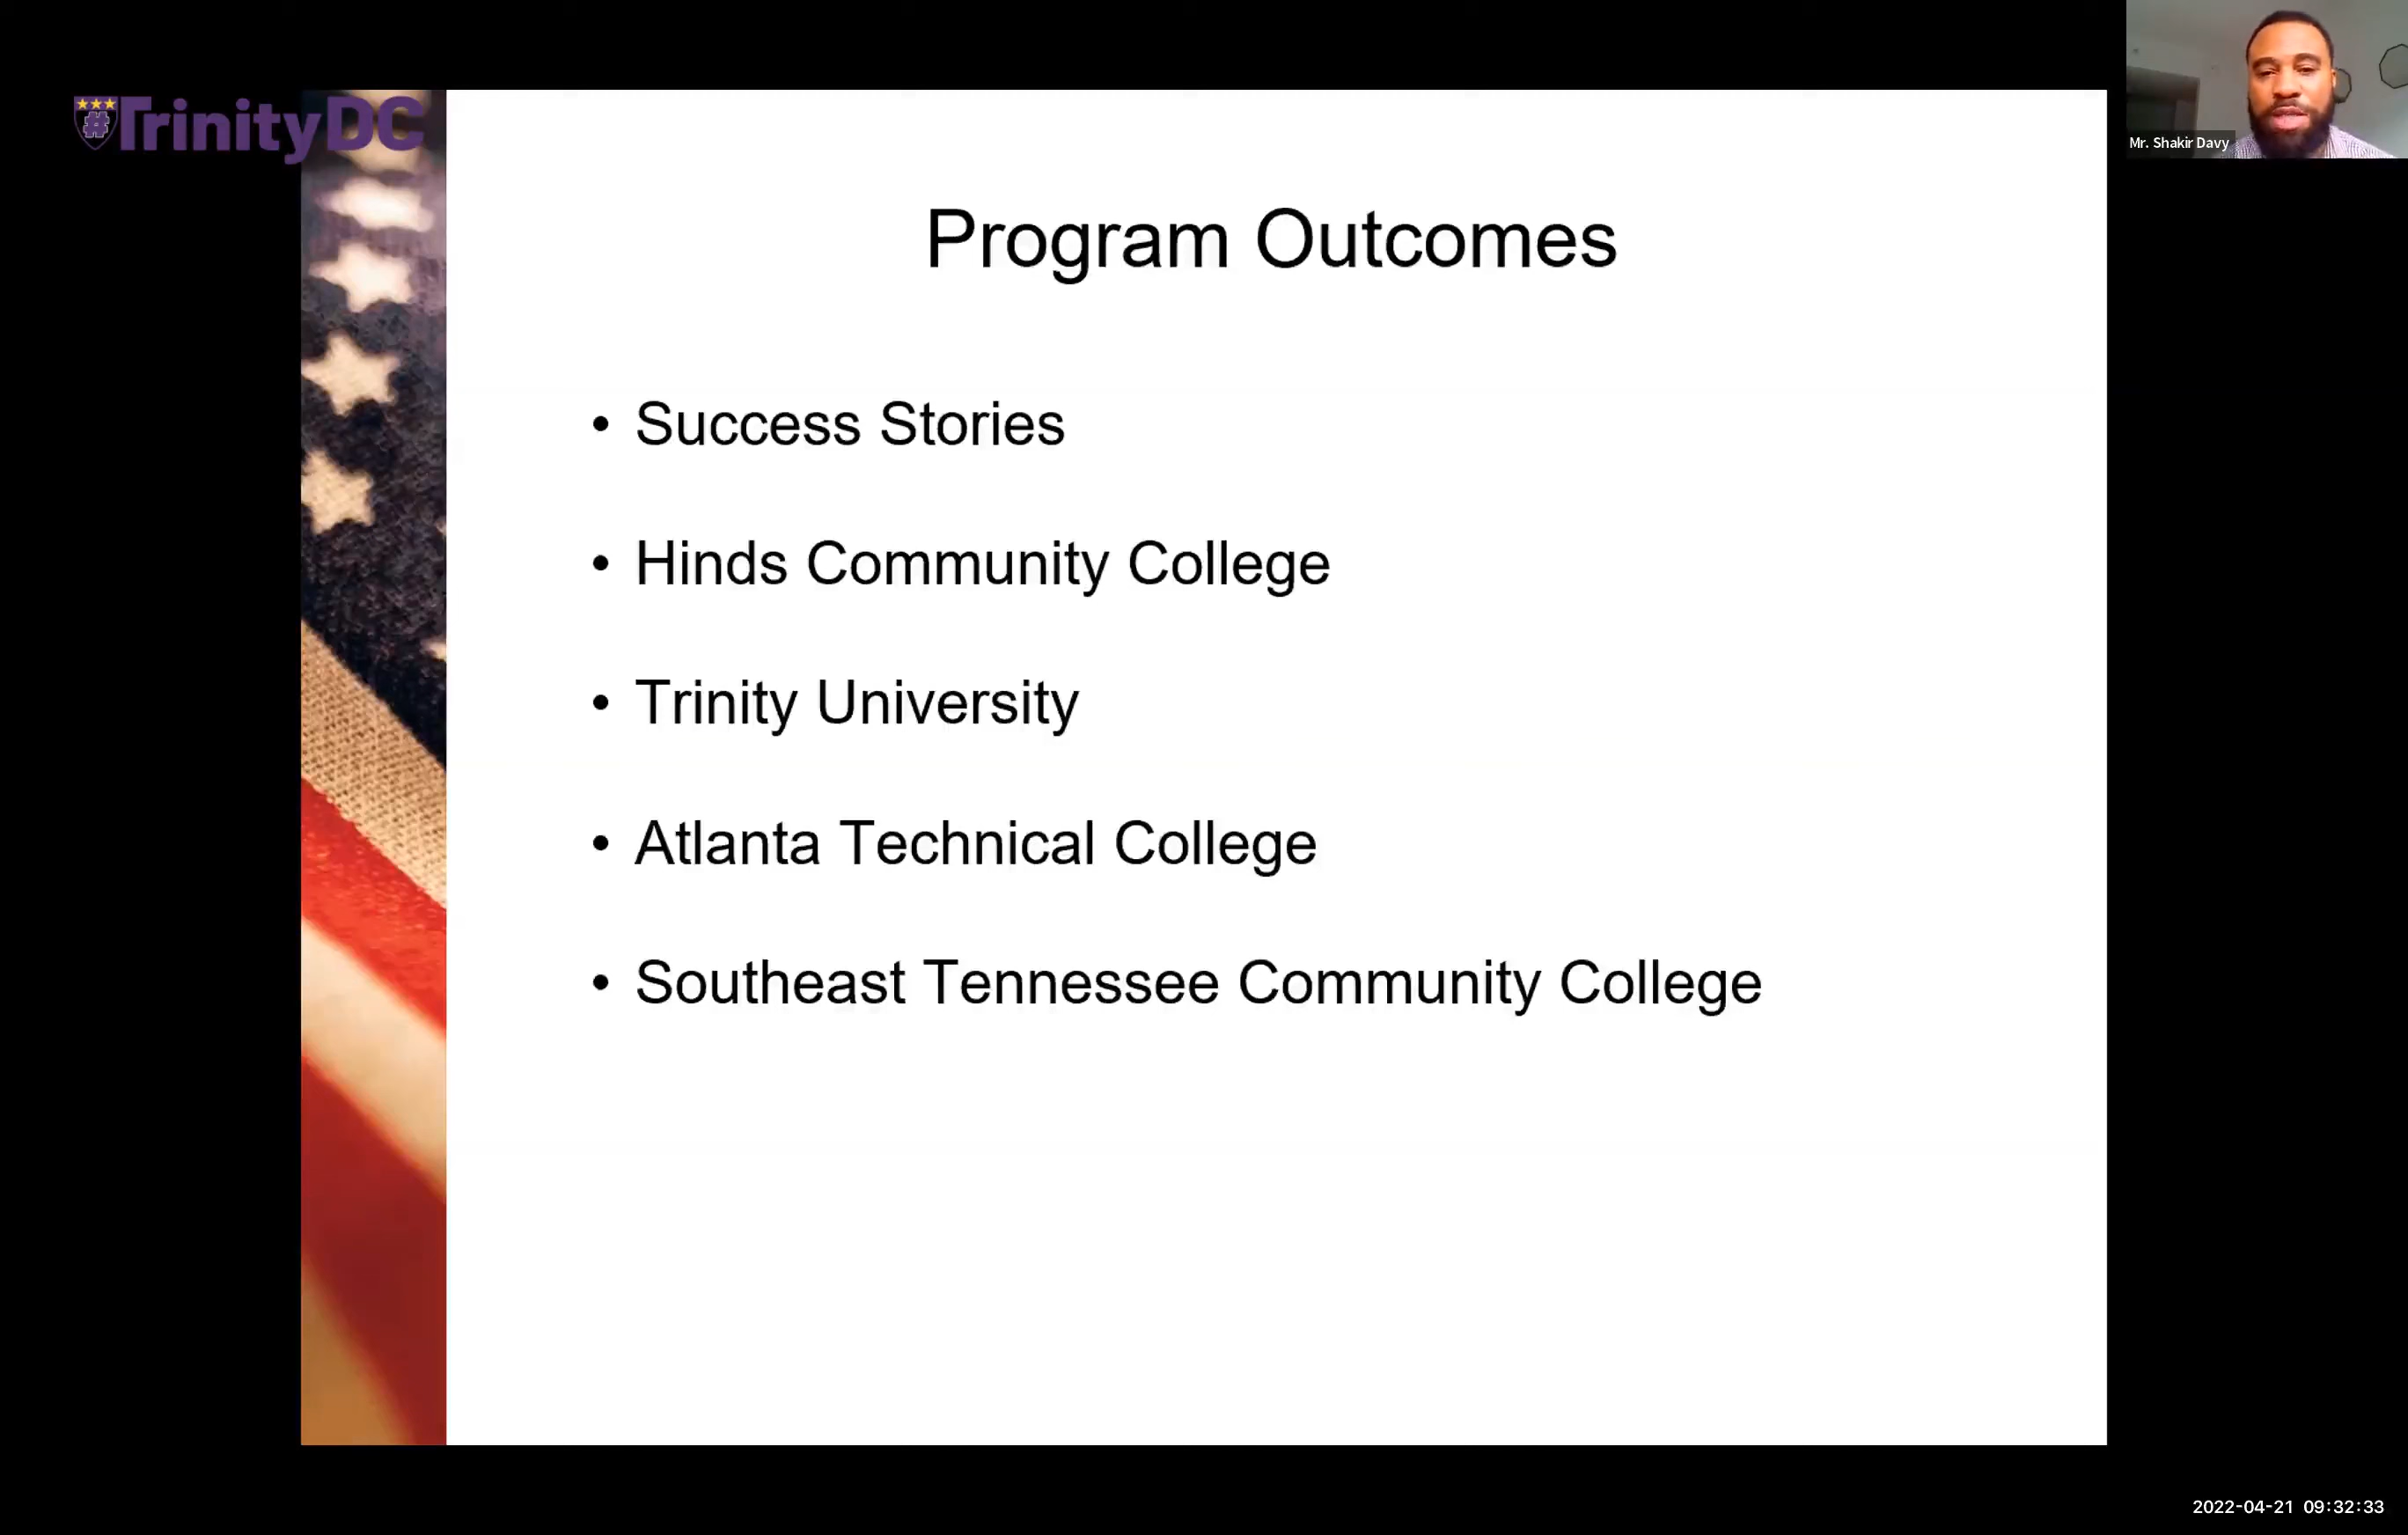 #TrinityDC
Mr. Shakir Davy
Program Outcomes
• Success Stories
• Hinds Community College
• Trinity University
• Atlanta Technical College
• Southeast Tennessee Community College
2022-04-21 09:32:33